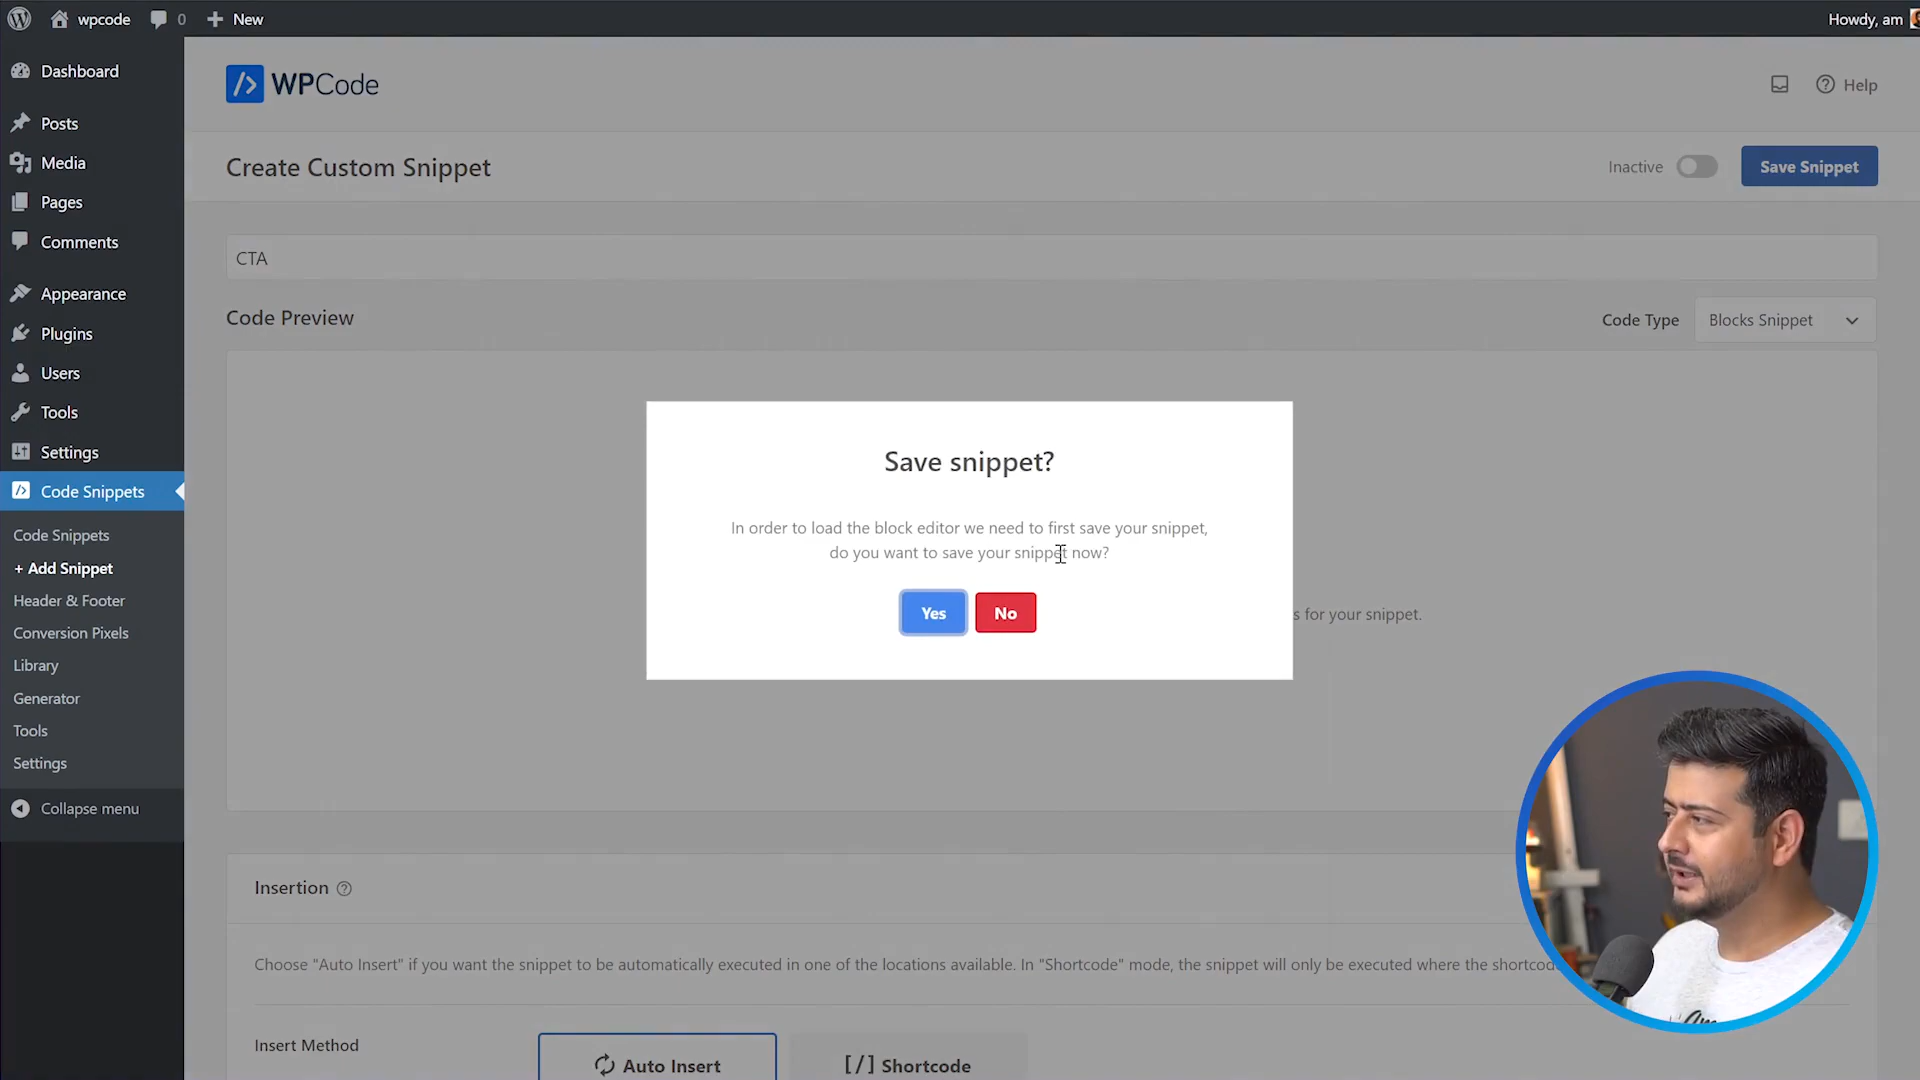 wpcode
0
New
Howdy, am
Dashboard
Posts
Media
Pages
Comments
Appearance
Plugins
Users
Tools
Settings
Code Snippets
Code Snippets
+ Add Snippet
Header & Footer
Conversion Pixels
Library
Generator
Tools
Settings
Collapse menu
WPCode
Help
Create Custom Snippet
Inactive
Save Snippet
CTA
Code Preview
Code Type
Blocks Snippet
Save snippet?
In order to load the block editor we need to first save your snippet,
do you want to save your snippet now?
Yes
No
s for your snippet.
Insertion
Choose "Auto Insert" if you want the snippet to be automatically executed in one of the locations available. In "Shortcode" mode, the snippet will only be executed where the shortcod
Insert Method
Auto Insert
[/] Shortcode